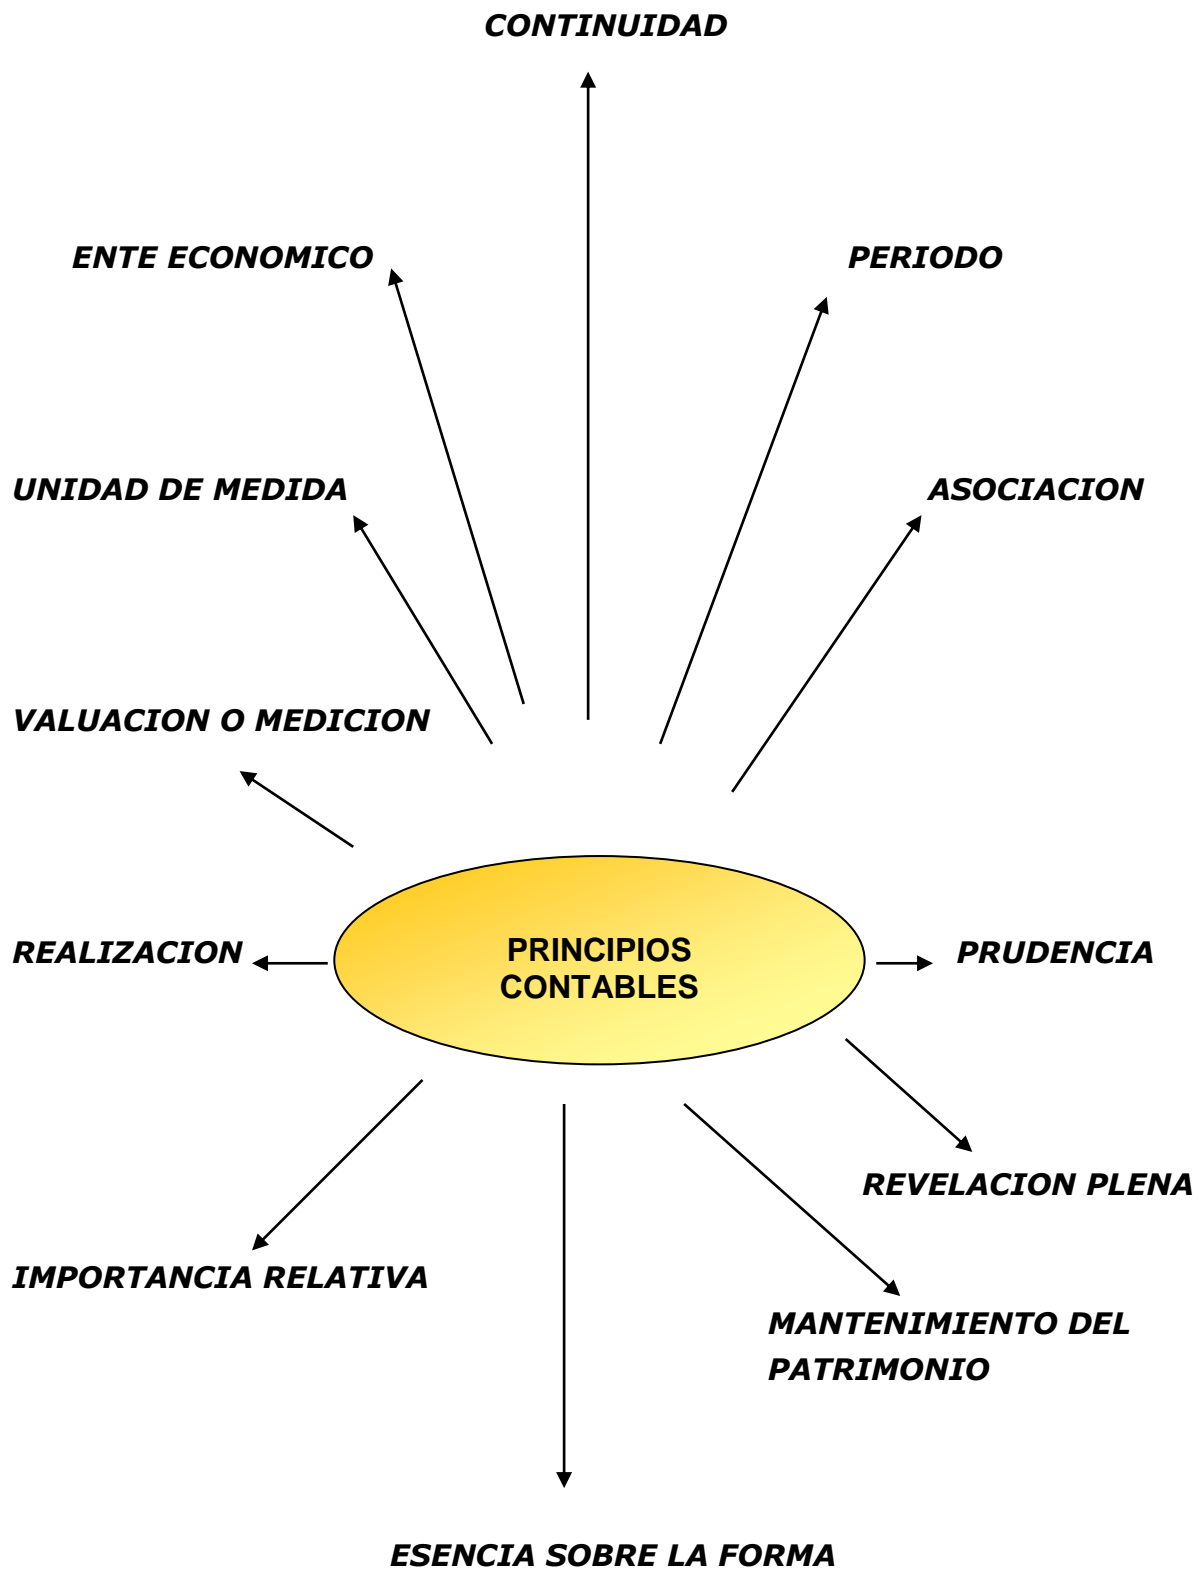 CONTINUIDAD
ENTE ECONOMICO
PERIODO
UNIDAD DE MEDIDA
ASOCIACION
VALUACION O MEDICION
REALIZACION
PRINCIPIOS
CONTABLES
PRUDENCIA
REVELACION PLENA
IMPORTANCIA RELATIVA
MANTENIMIENTO DEL
PATRIMONIO
ESENCIA SOBRE LA FORMA